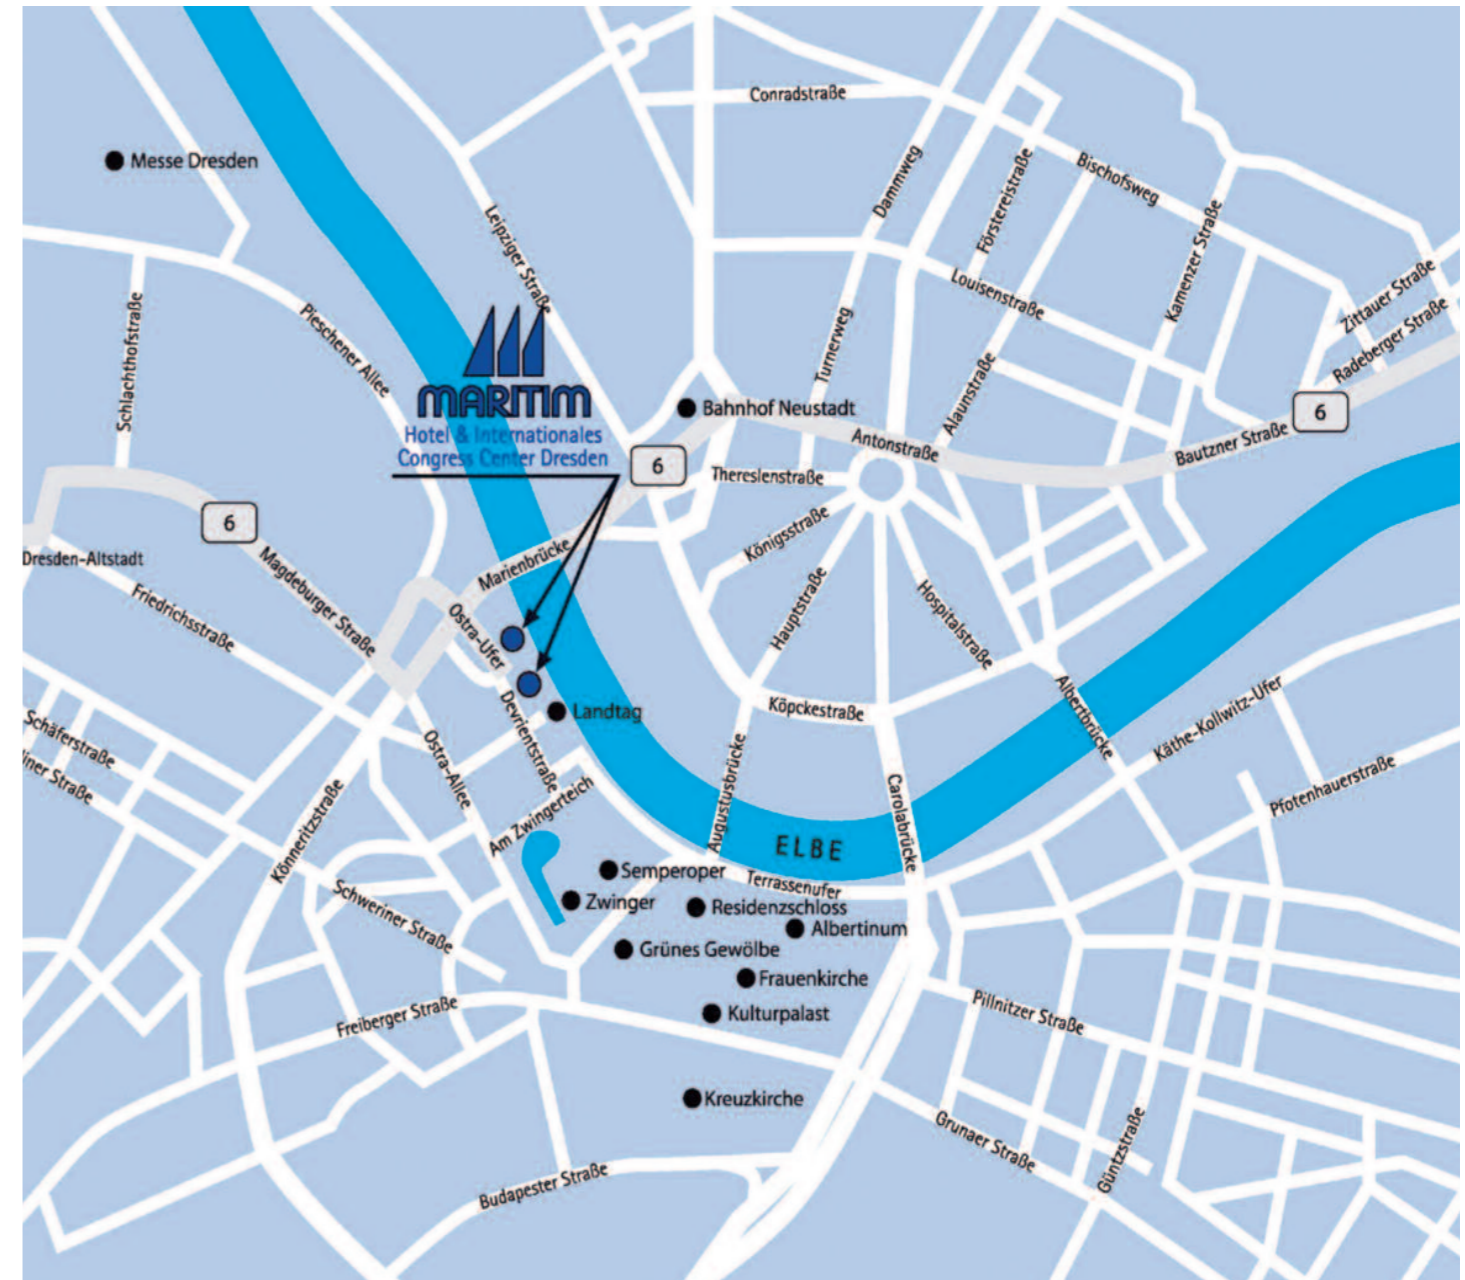 Conradstraße
Messe Dresden
Bischofsweg
Dammweg
Förstereistraße
Leipziger Straße
Kamenzer Straße
Louisenstraße
Zittauer Straße
Radeberger Straße
Schlachthofstraße
Pieschener Allee
Turnerweg
Alaunstraße
MARITIM
Hotel & Internationales
Congress Center Dresden
Bahnhof Neustadt
6
Antonstraße
Bautzner Straße
6
Thereslenstraße
6
Königsstraße
Dresden-Altstadt
Magdeburger Straße
Marienbrücke
Friedrichsstraße
Ostra-Ufer
Hauptstraße
Hospitalstraße
Devrientstraße
Landtag
Köpckestraße
Albertbrücke
Käthe-Kollwitz-Ufer
Schäferstraße
iner Straße
Ostra-Allee
Augustusbrücke
Carolabrücke
Pfotenhauerstraße
Könneritzstraße
Am Zwingerteich
ELBE
Semperoper
Terrassenufer
Zwinger
Residenzschloss
Schweriner Straße
Albertinum
Grünes Gewölbe
Frauenkirche
Freiberger Straße
Kulturpalast
Pillnitzer Straße
Kreuzkirche
Grunaer Straße
Güntzstraße
Budapester Straße